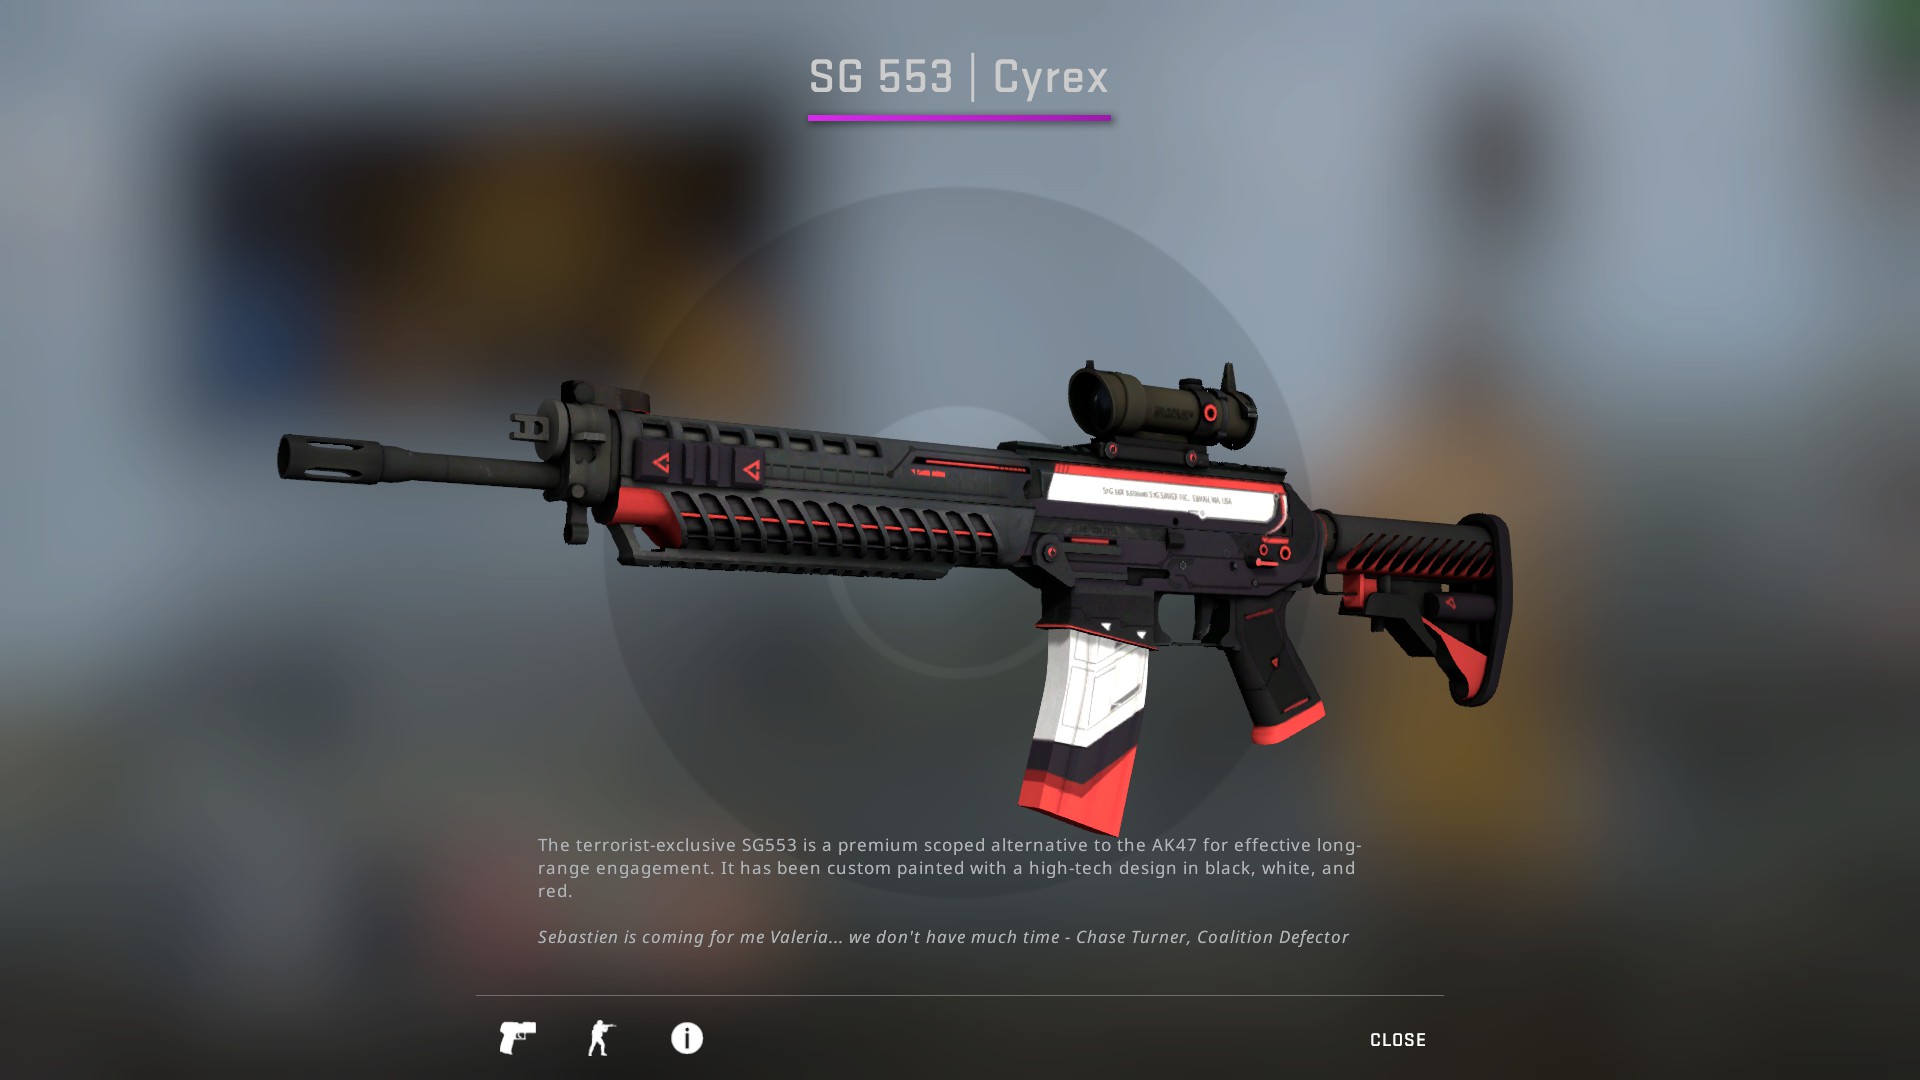 SG 553 | Cyrex
The terrorist-exclusive SG553 is a premium scoped alternative to the AK47 for effective long-
range engagement. It has been custom painted with a high-tech design in black, white, and
red.
Sebastien is coming for me Valeria... we don't have much time - Chase Turner, Coalition Defector
CLOSE